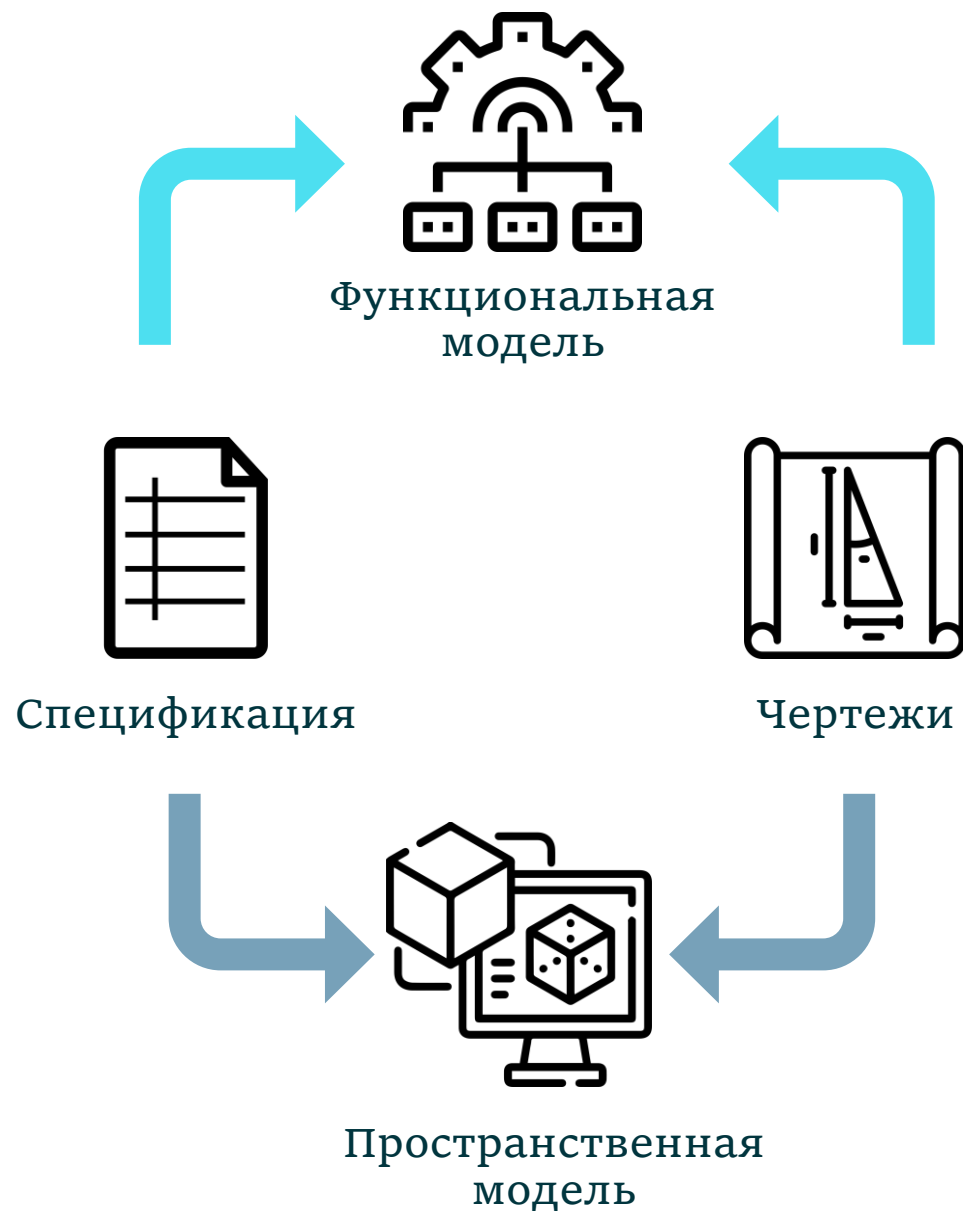 Функциональная
модель
Спецификация
Чертежи
Пространственная
модель